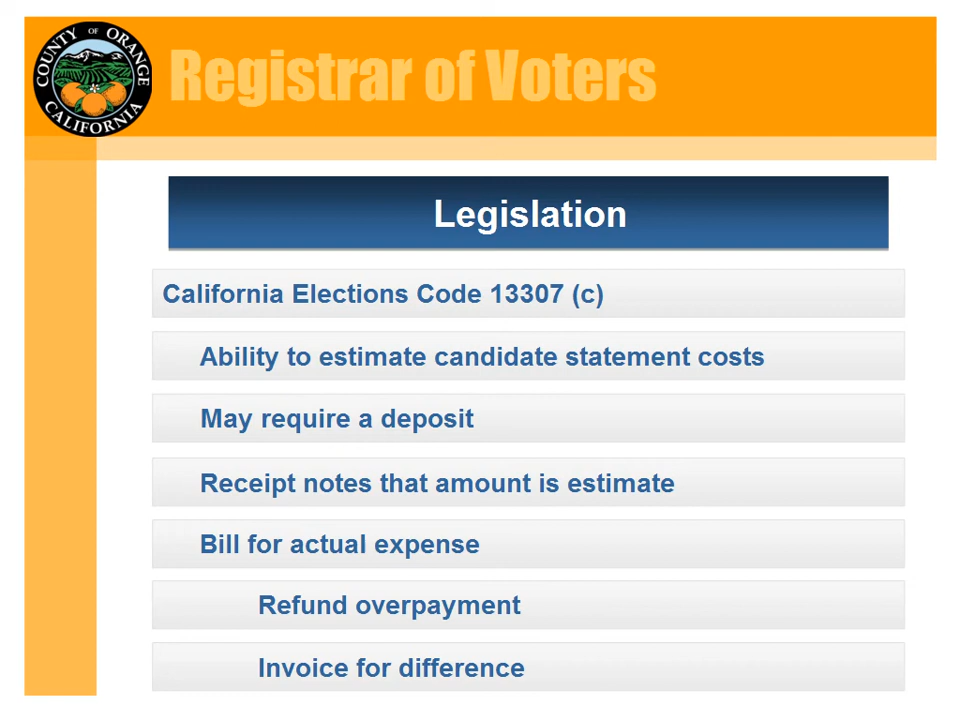 COUNTY OF ORANGE
CALIFORNIA
Registrar of Voters
Legislation
California Elections Code 13307 (c)
Ability to estimate candidate statement costs
May require a deposit
Receipt notes that amount is estimate
Bill for actual expense
Refund overpayment
Invoice for difference